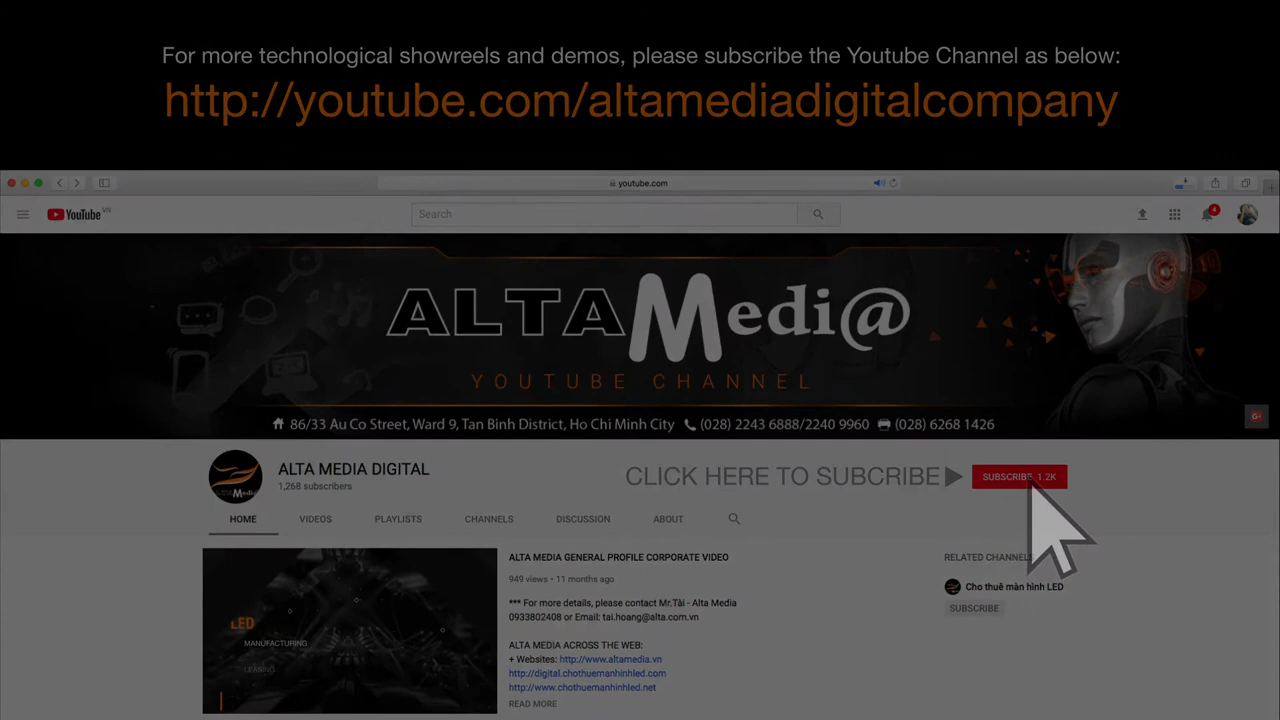 For more technological showreels and demos, please subscribe the Youtube Channel as below:
http://youtube.com/altamediadigitalcompany
youtube.com
YouTube VN
Search
4
ALTAMedi@
YOUTUBE CHANNEL
86/33 Au Co Street, Ward 9, Tan Binh District, Ho Chi Minh City (028) 2243 6888/2240 9960 (028) 6268 1426
G+
ALTA MEDIA DIGITAL
1,268 subscribers
CLICK HERE TO SUBCRIBE
SUBSCRIBE 1.2K
HOME VIDEOS PLAYLISTS CHANNELS DISCUSSION ABOUT
LED
MANUFACTURING
LEASING
ALTA MEDIA GENERAL PROFILE CORPORATE VIDEO
949 views • 11 months ago
*** For more details, please contact Mr.Tài - Alta Media
0933802408 or Email: tai.hoang@alta.com.vn
ALTA MEDIA ACROSS THE WEB:
+ Websites: http://www.altamedia.vn
http://digital.chothuemanhinhled.com
http://www.chothuemanhinhled.net
READ MORE
RELATED CHANNELS
Cho thuê màn hình LED
SUBSCRIBE